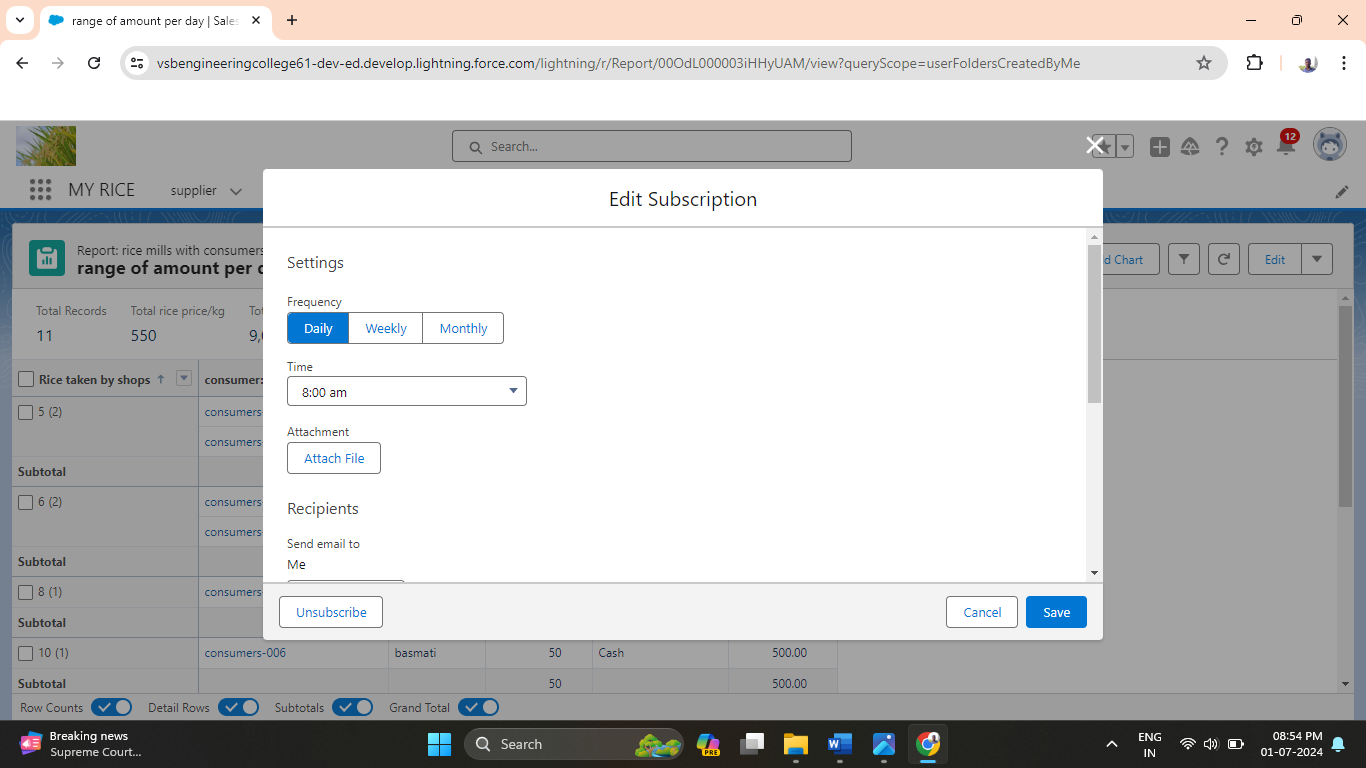 range of amount per day | Sales
vsbengineeringcollege61-dev-ed.develop.lightning.force.com/lightning/r/Report/00OdL000003iHHyUAM/view?queryScope=userFoldersCreatedByMe
Search...
12
MY RICE
supplier
Edit Subscription
Report: rice mills with consumers
range of amount per d
d Chart
Edit
Total Records
Total rice price/kg
11
550
Settings
Frequency
Daily
Weekly
Monthly
Time
8:00 am
Attachment
Attach File
Recipients
Send email to
Me
Unsubscribe
Cancel
Save
Rice taken by shops ↑
consumer:
5 (2)
consumers-
consumers-
Subtotal
6 (2)
consumers-
consumers-
Subtotal
8 (1)
consumers-
Subtotal
10 (1)
consumers-006
basmati
50
Cash
500.00
Subtotal
50
500.00
Row Counts
Detail Rows
Subtotals
Grand Total
Breaking news
Supreme Court...
Search
PRE
ENG
IN
08:54 PM
01-07-2024